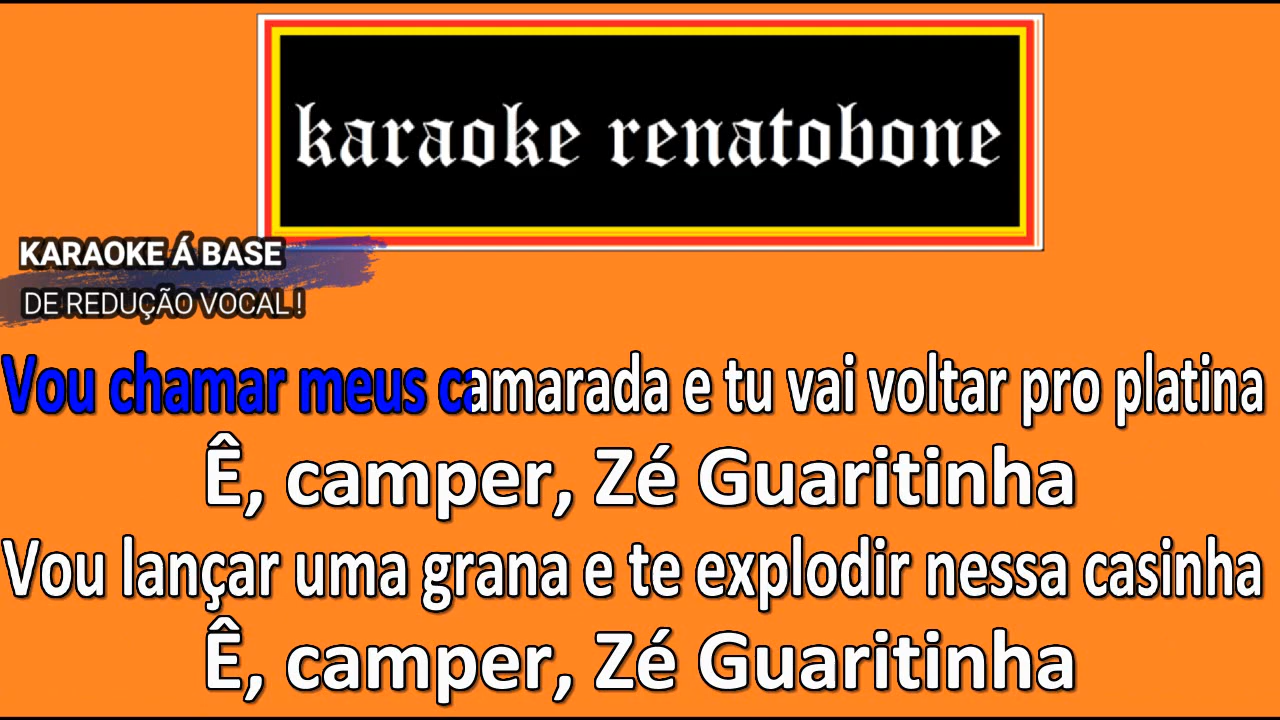 karaoke renatobone
KARAOKE Á BASE
DE REDUÇÃO VOCAL !
Vou chamar meus camarada e tu vai voltar pro platina
Ê, camper, Zé Guaritinha
Vou lançar uma grana e te explodir nessa casinha
Ê, camper, Zé Guaritinha